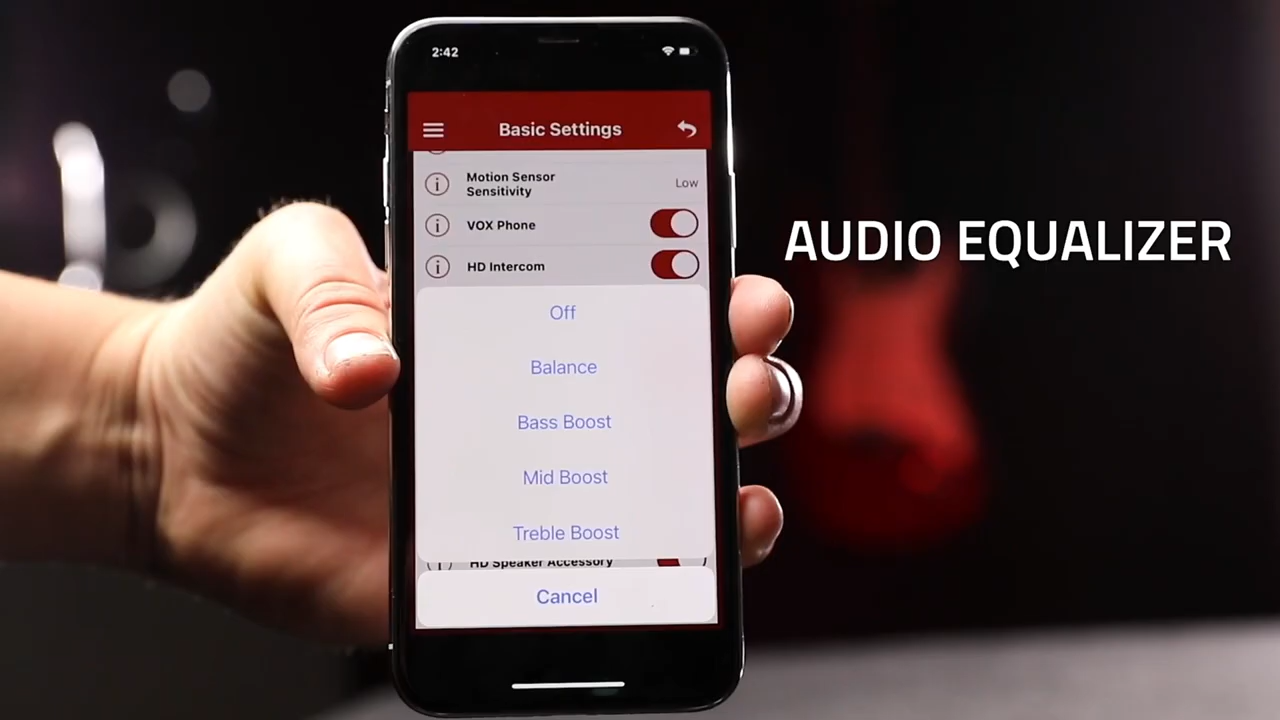 2:42
Basic Settings
Motion Sensor
Sensitivity
Low
VOX Phone
HD Intercom
Off
Balance
Bass Boost
Mid Boost
Treble Boost
HD Speaker Accessory
Cancel
AUDIO EQUALIZER